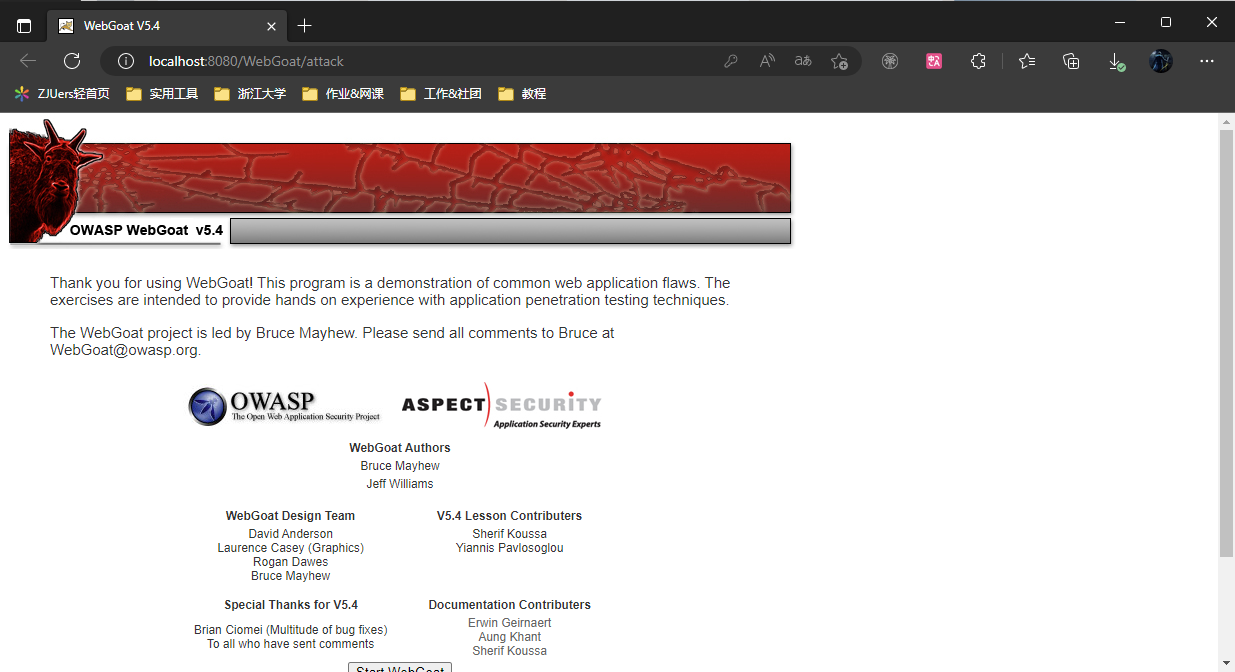 WebGoat V5.4
localhost:8080/WebGoat/attack
ZJUers轻首页 实用工具 浙江大学 作业&网课 工作&社团 教程
OWASP WebGoat v5.4
Thank you for using WebGoat! This program is a demonstration of common web application flaws. The
exercises are intended to provide hands on experience with application penetration testing techniques.
The WebGoat project is led by Bruce Mayhew. Please send all comments to Bruce at
WebGoat@owasp.org.
OWASP
The Open Web Application Security Project
ASPECT SECURITY
Application Security Experts
WebGoat Authors
Bruce Mayhew
Jeff Williams
WebGoat Design Team
David Anderson
Laurence Casey (Graphics)
Rogan Dawes
Bruce Mayhew
V5.4 Lesson Contributers
Sherif Koussa
Yiannis Pavlosoglou
Special Thanks for V5.4
Brian Ciomei (Multitude of bug fixes)
To all who have sent comments
Documentation Contributers
Erwin Geirnaert
Aung Khant
Sherif Koussa
Start WebGoat